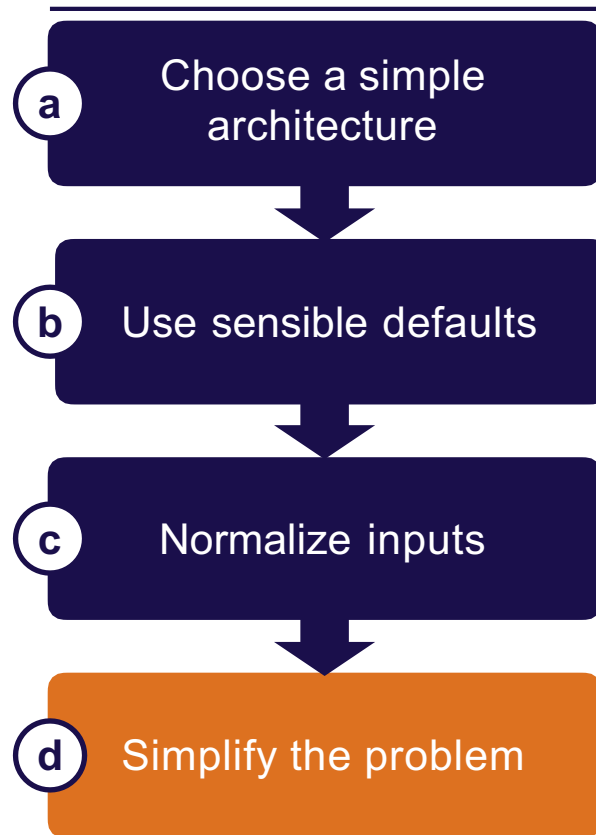 a
Choose a simple
architecture
b
Use sensible defaults
c
Normalize inputs
d
Simplify the problem